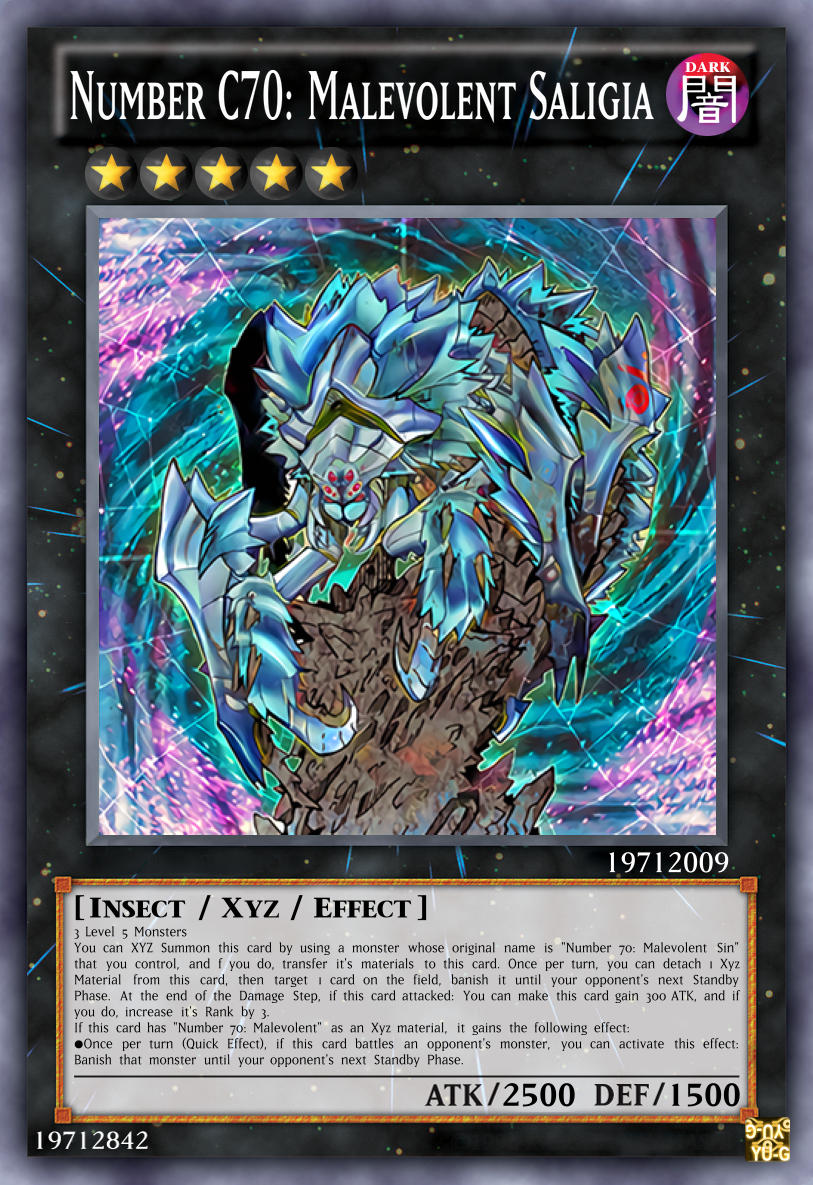 Number C70: Malevolent Saligia
DARK
闇
19712009
[ Insect / Xyz / Effect ]
3 Level 5 Monsters
You can XYZ Summon this card by using a monster whose original name is "Number 70: Malevolent Sin"
that you control, and f you do, transfer it's materials to this card. Once per turn, you can detach 1 Xyz
Material from this card, then target 1 card on the field, banish it until your opponent's next Standby
Phase. At the end of the Damage Step, if this card attacked: You can make this card gain 300 ATK, and if
you do, increase it's Rank by 3.
If this card has "Number 70: Malevolent" as an Xyz material, it gains the following effect:
●Once per turn (Quick Effect), if this card battles an opponent's monster, you can activate this effect:
Banish that monster until your opponent's next Standby Phase.
ATK/2500 DEF/1500
19712842
YU-G